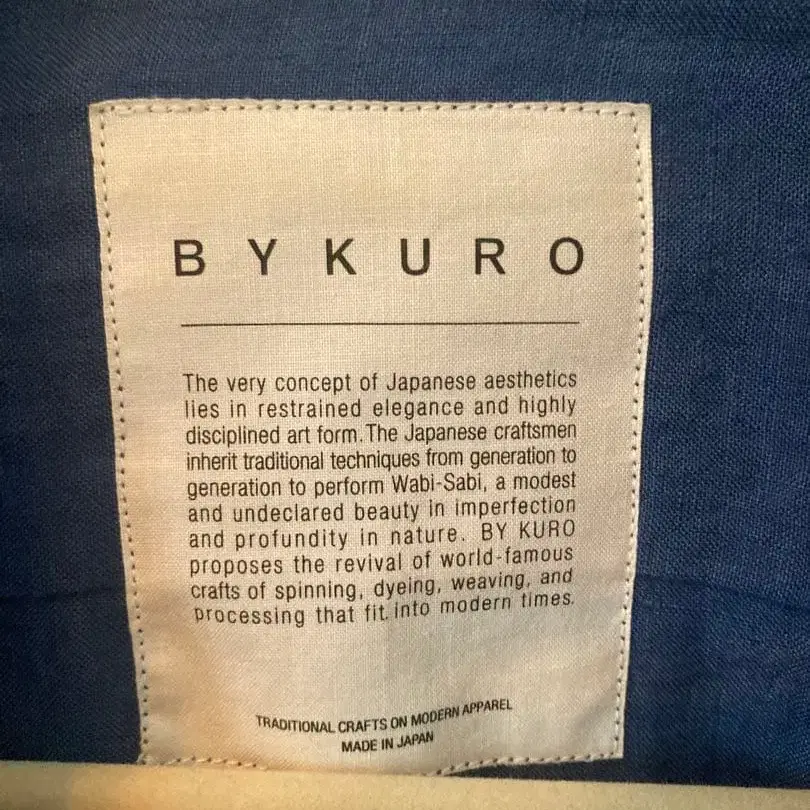 BYKURO
The very concept of Japanese aesthetics
lies in restrained elegance and highly
disciplined art form. The Japanese craftsmen
inherit traditional techniques from generation to
generation to perform Wabi-Sabi, a modest
and undeclared beauty in imperfection
and profundity in nature. BY KURO
proposes the revival of world-famous
crafts of spinning, dyeing, weaving, and
processing that fit into modern times.
TRADITIONAL CRAFTS ON MODERN APPAREL
MADE IN JAPAN